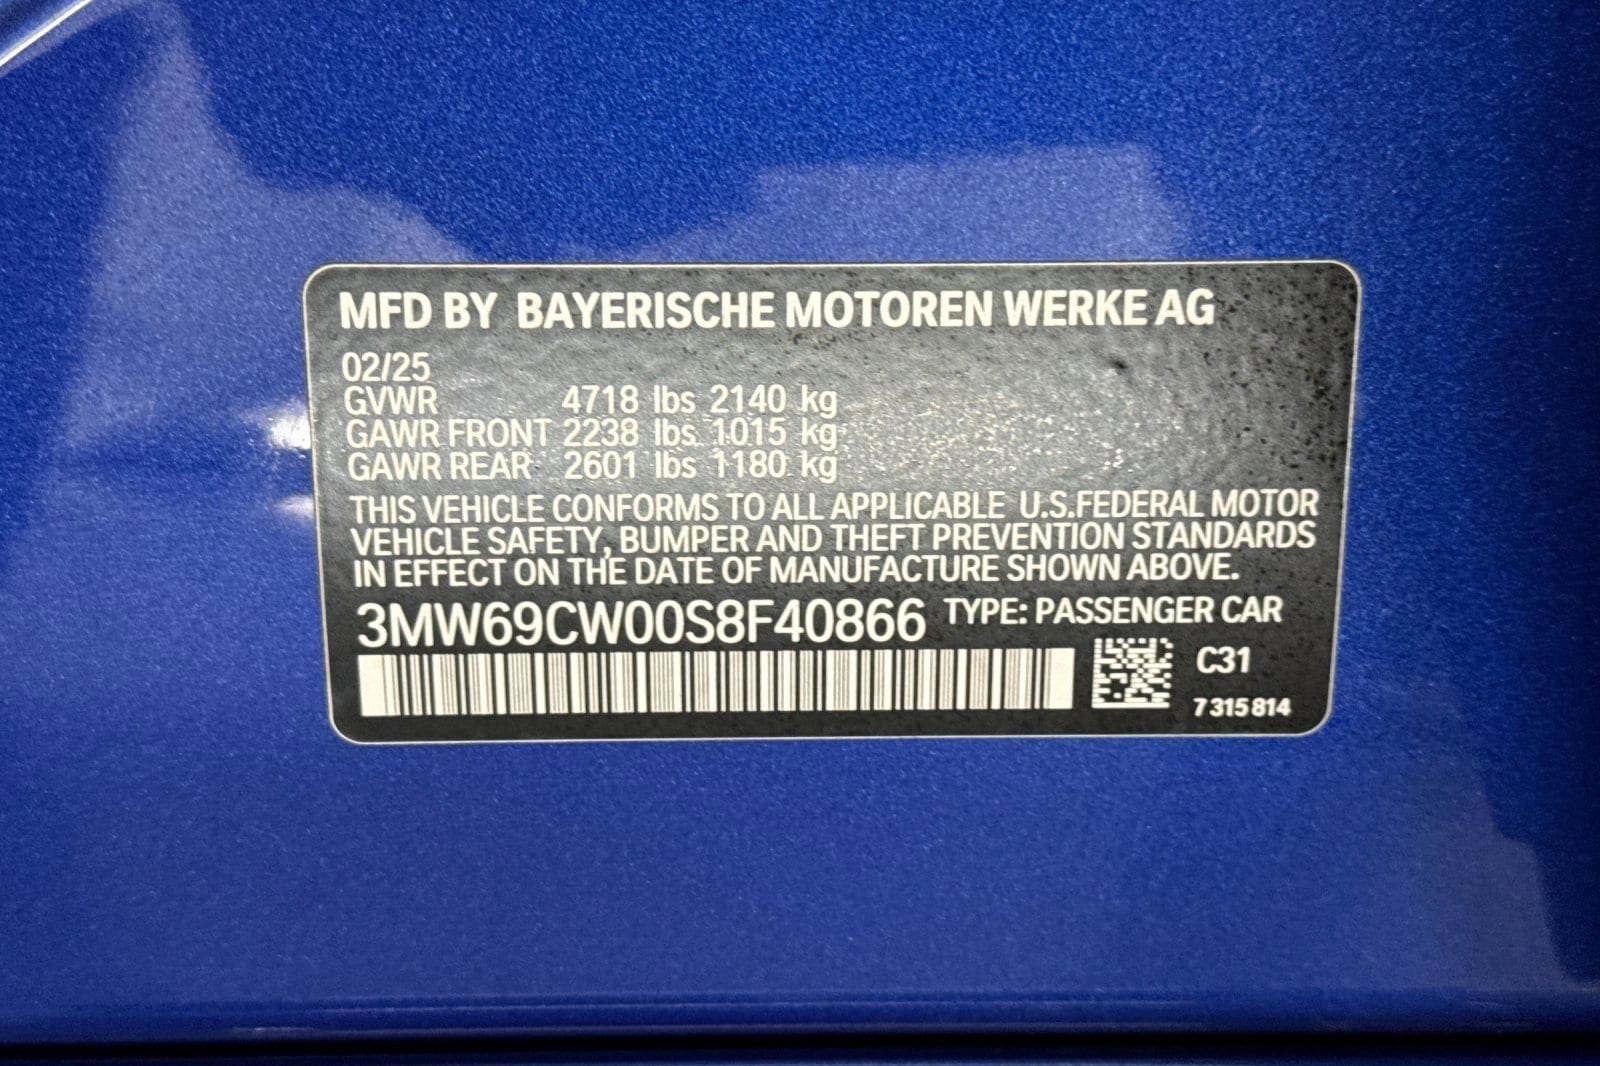 MFD BY BAYERISCHE MOTOREN WERKE AG
02/25
GVWR 4718 lbs 2140 kg
GAWR FRONT 2238 lbs 1015 kg
GAWR REAR 2601 lbs 1180 kg
THIS VEHICLE CONFORMS TO ALL APPLICABLE U.S.FEDERAL MOTOR
VEHICLE SAFETY, BUMPER AND THEFT PREVENTION STANDARDS
IN EFFECT ON THE DATE OF MANUFACTURE SHOWN ABOVE.
3MW69CW00S8F40866 TYPE: PASSENGER CAR
C31
7 315 814